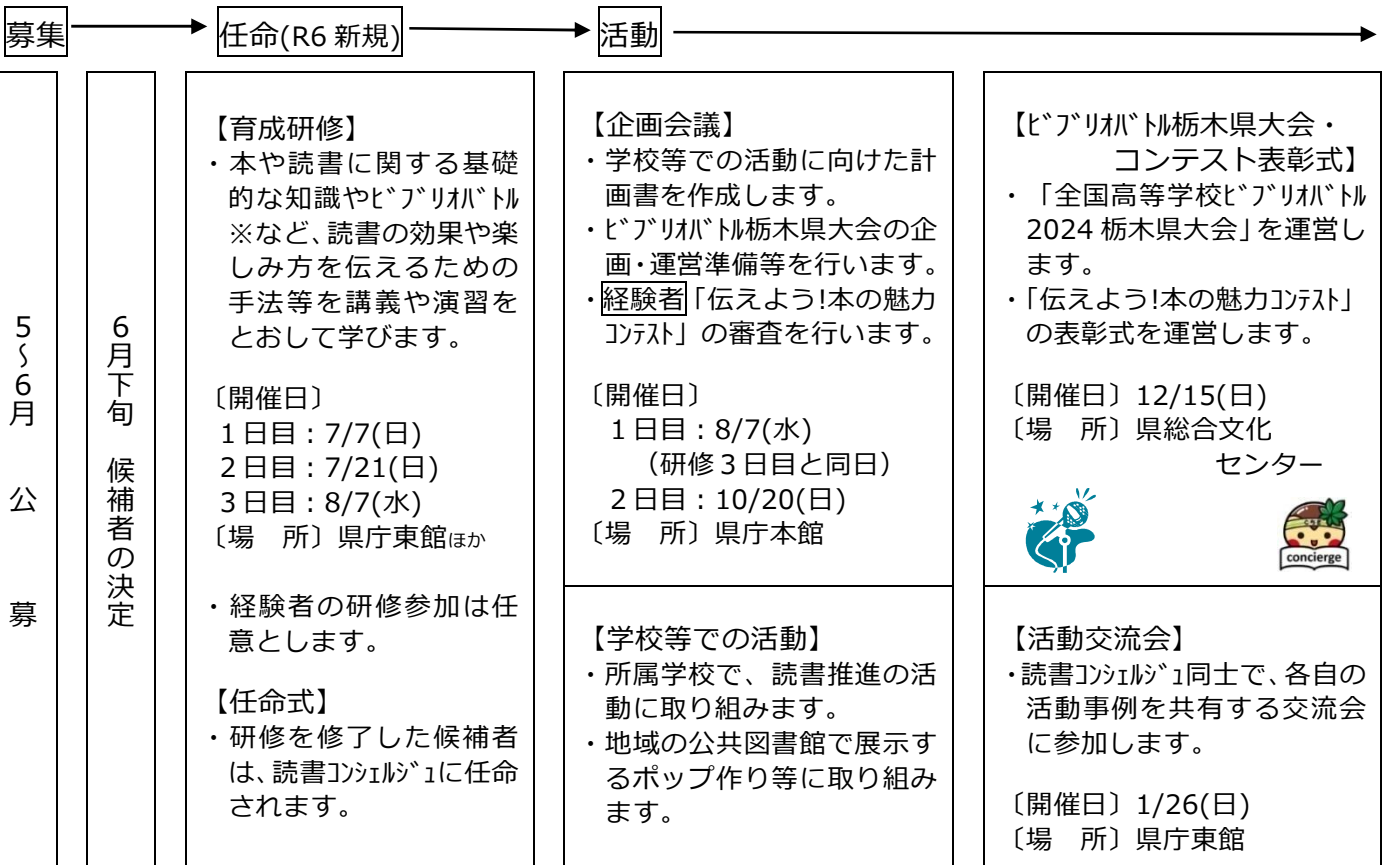 募集
任命(R6 新規)
活動
5～6月　公　募
6月下旬　候補者の決定
【育成研修】
・本や読書に関する基礎
的な知識やﾋﾞﾌﾞﾘｵﾊﾞﾄﾙ
※など、読書の効果や楽
しみ方を伝えるための
手法等を講義や演習を
とおして学びます。
〔開催日〕
１日目：7/7(日)
２日目：7/21(日)
３日目：8/7(水)
〔場　所〕県庁東館ほか
・経験者の研修参加は任
意とします。
【任命式】
・研修を修了した候補者
は、読書ｺﾝｼｪﾙｼﾞｭに任命
されます。
【企画会議】
・学校等での活動に向けた計
画書を作成します。
・ﾋﾞﾌﾞﾘｵﾊﾞﾄﾙ栃木県大会の企
画・運営準備等を行います。
・経験者「伝えよう!本の魅力
ｺﾝﾃｽﾄ」の審査を行います。
〔開催日〕
１日目：8/7(水)
（研修３日目と同日）
２日目：10/20(日)
〔場　所〕県庁本館
【学校等での活動】
・所属学校で、読書推進の活
動に取り組みます。
・地域の公共図書館で展示す
るポップ作り等に取り組み
ます。
【ﾋﾞﾌﾞﾘｵﾊﾞﾄﾙ栃木県大会・
コンテスト表彰式】
・「全国高等学校ﾋﾞﾌﾞﾘｵﾊﾞﾄﾙ
2024 栃木県大会」を運営し
ます。
・「伝えよう!本の魅力ｺﾝﾃｽﾄ」
の表彰式を運営します。
〔開催日〕12/15(日)
〔場　所〕県総合文化
センター
concierge
【活動交流会】
・読書ｺﾝｼｪﾙｼﾞｭ同士で、各自の
活動事例を共有する交流会
に参加します。
〔開催日〕1/26(日)
〔場　所〕県庁東館